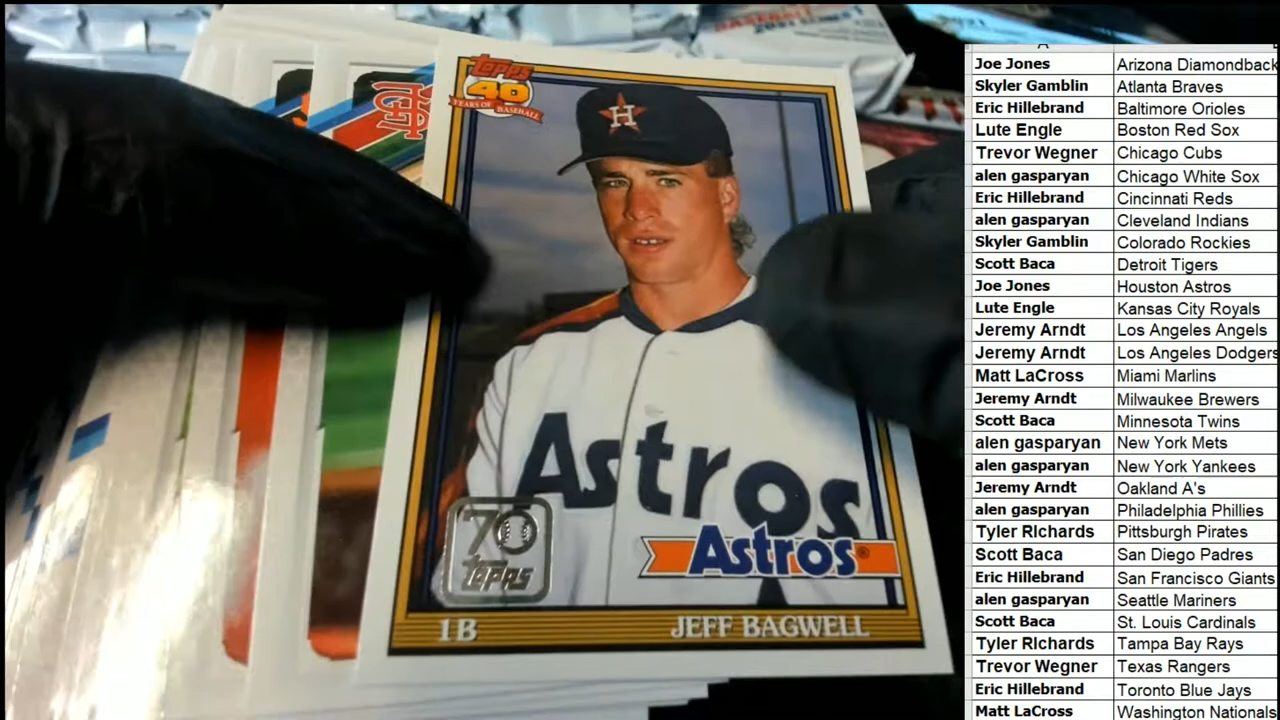 Topps
40
YEARS OF BASEBALL
H
Astros
70
TOPPS
Astros
1B
JEFF BAGWELL
Joe Jones Arizona Diamondback
Skyler Gamblin Atlanta Braves
Eric Hillebrand Baltimore Orioles
Lute Engle Boston Red Sox
Trevor Wegner Chicago Cubs
alen gasparyan Chicago White Sox
Eric Hillebrand Cincinnati Reds
alen gasparyan Cleveland Indians
Skyler Gamblin Colorado Rockies
Scott Baca Detroit Tigers
Joe Jones Houston Astros
Lute Engle Kansas City Royals
Jeremy Arndt Los Angeles Angels
Jeremy Arndt Los Angeles Dodgers
Matt LaCross Miami Marlins
Jeremy Arndt Milwaukee Brewers
Scott Baca Minnesota Twins
alen gasparyan New York Mets
alen gasparyan New York Yankees
Jeremy Arndt Oakland A's
alen gasparyan Philadelphia Phillies
Tyler RIchards Pittsburgh Pirates
Scott Baca San Diego Padres
Eric Hillebrand San Francisco Giants
alen gasparyan Seattle Mariners
Scott Baca St. Louis Cardinals
Tyler RIchards Tampa Bay Rays
Trevor Wegner Texas Rangers
Eric Hillebrand Toronto Blue Jays
Matt LaCross Washington Nationals